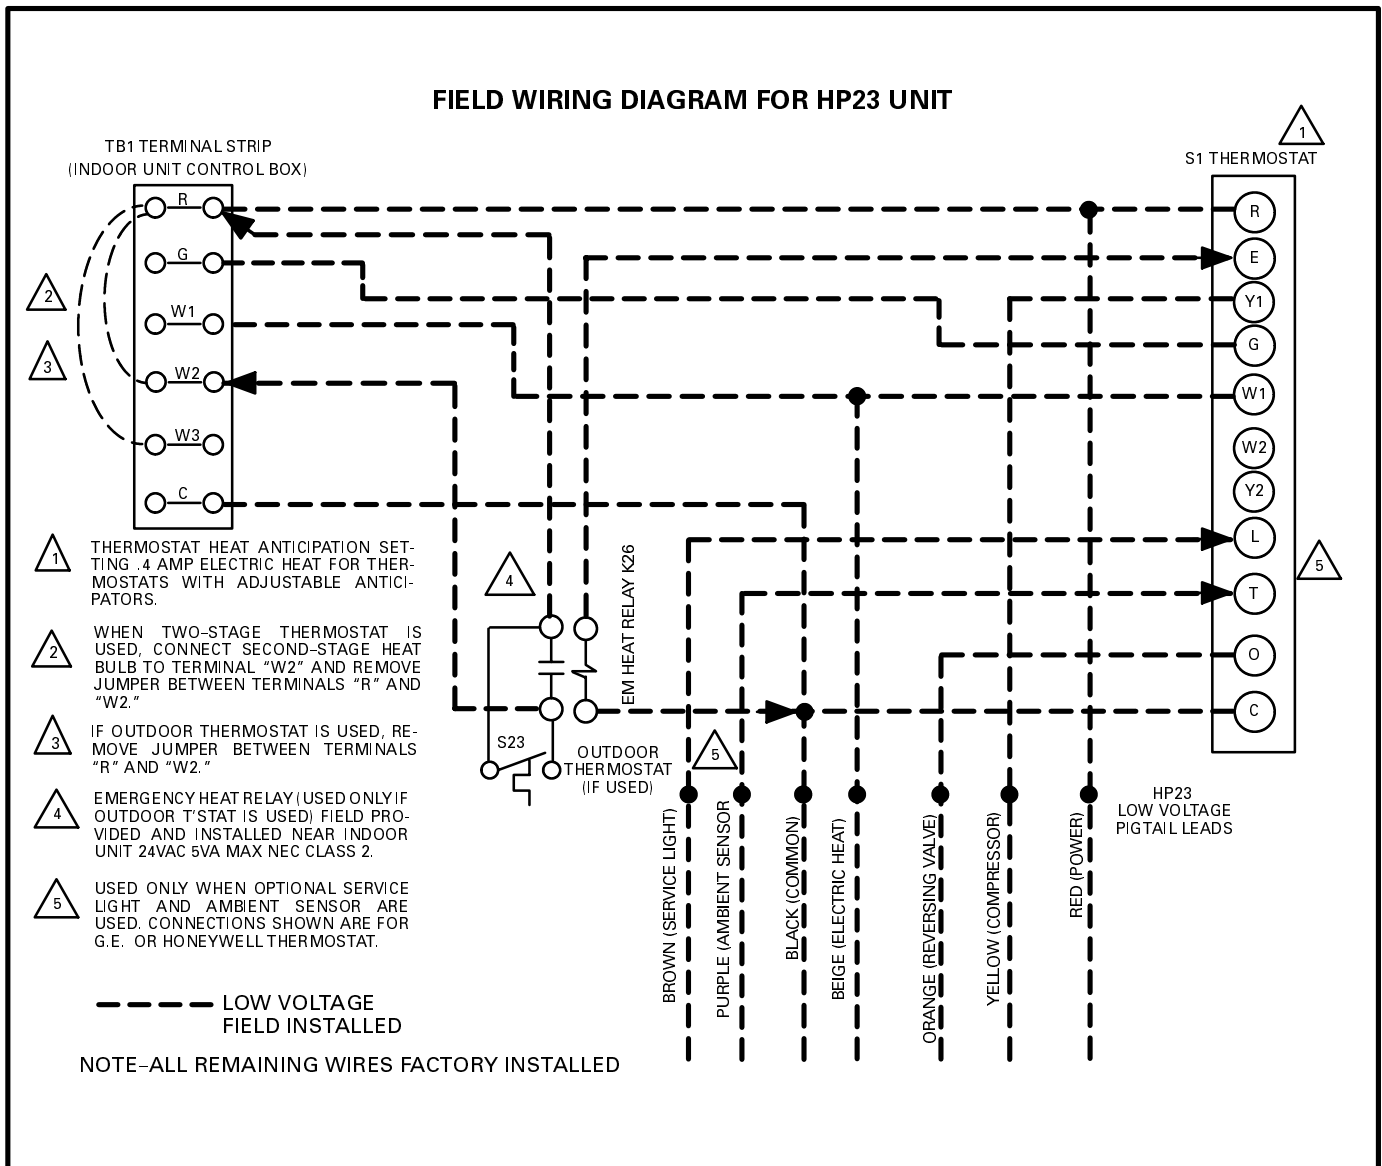 FIELD WIRING DIAGRAM FOR HP23 UNIT
TB1 TERMINAL STRIP
(INDOOR UNIT CONTROL BOX)
1
S1 THERMOSTAT
R
G
W1
W2
W3
C
2
3
R
E
Y1
G
W1
W2
Y2
L
T
O
C
5
1
THERMOSTAT HEAT ANTICIPATION SET-
TING .4 AMP ELECTRIC HEAT FOR THER-
MOSTATS WITH ADJUSTABLE ANTICI-
PATORS.
2
WHEN TWO–STAGE THERMOSTAT IS
USED, CONNECT SECOND–STAGE HEAT
BULB TO TERMINAL “W2” AND REMOVE
JUMPER BETWEEN TERMINALS “R” AND
“W2.”
3
IF OUTDOOR THERMOSTAT IS USED, RE-
MOVE JUMPER BETWEEN TERMINALS
“R” AND “W2.”
4
EMERGENCY HEAT RELAY (USED ONLY IF
OUTDOOR T'STAT IS USED) FIELD PRO-
VIDED AND INSTALLED NEAR INDOOR
UNIT 24VAC 5VA MAX NEC CLASS 2.
5
USED ONLY WHEN OPTIONAL SERVICE
LIGHT AND AMBIENT SENSOR ARE
USED. CONNECTIONS SHOWN ARE FOR
G.E. OR HONEYWELL THERMOSTAT.
4
EM HEAT RELAY K26
S23
OUTDOOR
THERMOSTAT
(IF USED)
5
HP23
LOW VOLTAGE
PIGTAIL LEADS
BROWN (SERVICE LIGHT)
PURPLE (AMBIENT SENSOR
BLACK (COMMON)
BEIGE (ELECTRIC HEAT)
ORANGE (REVERSING VALVE)
YELLOW (COMPRESSOR)
RED (POWER)
LOW VOLTAGE
FIELD INSTALLED
NOTE–ALL REMAINING WIRES FACTORY INSTALLED